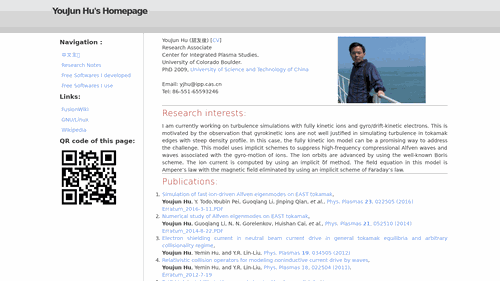 YouJun Hu's Homepage
Navigation :
中文主页
Research Notes
Free Softwares I developed
Free Softwares I use
Links:
FusionWIKI
GNU/Linux
Wikipedia
QR code of this page:
YouJun Hu (胡友俊) [CV]
Research Associate
Center for Integrated Plasma Studies,
University of Colorado Boulder.
PhD 2009, University of Science and Technology of China
Email: yjhu@ipp.cas.cn
Tel: 86-551-65593246
Research interests:
I am currently working on turbulence simulations with fully kinetic ions and gyro/drift-kinetic electrons. This is
motivated by the observation that gyrokinetic ions are not well justified in simulating turbulence in tokamak
edges with steep density profile. In this case, the fully kinetic ion model can be a promising way to address
the challenge. This model uses implicit schemes to suppress high-frequency compressional Alfven waves and
waves associated with the gyro-motion of ions. The ion orbits are advanced by using the well-known Boris
scheme. The ion current is computed by using an implicit δf method. The field equation in this model is
Ampere's law with the magnetic field eliminated by using an implicit scheme of Faraday's law.
Publications:
1. Simulation of fast-ion-driven Alfven eigenmodes on EAST tokamak,
Youjun Hu, Y. Todo, Youbin Pei, Guoqiang Li, Jinping Qian, et al., Phys. Plasmas 23, 022505 (2016)
Erratum_2016-3-11.PDF
2. Numerical study of Alfven eigenmodes on EAST tokamak,
Youjun Hu, Guoqiang Li, N. N. Gorelenkov, Huishan Cai, et al., Phys. Plasmas 21, 052510 (2014)
Erratum_2014-8-22.PDF
3. Electron shielding current in neutral beam current drive in general tokamak equilibria and arbitrary
collisionality regime,
Youjun Hu, Yemin Hu, and Y.R. Lin-Liu, Phys. Plasmas 19, 034505 (2012)
4. Relativistic collision operators for modeling noninductive current drive by waves,
Youjun Hu, Yemin Hu, and Y.R. Lin-Liu, Phys. Plasmas 18, 022504 (2011),
Erratum_2012-7-19